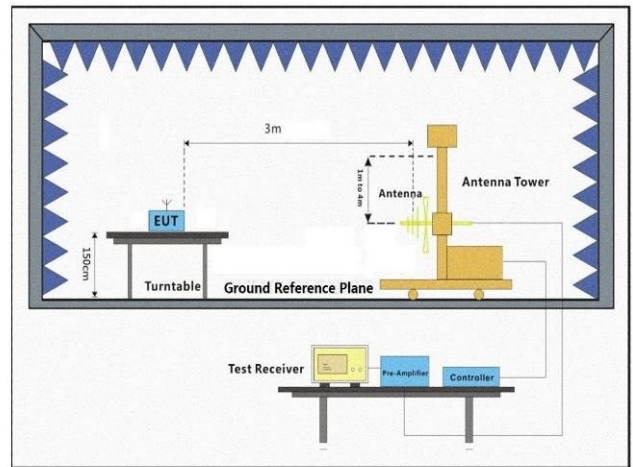 3m
1m to 4m
Antenna
Antenna Tower
EUT
150cm
Turntable
Ground Reference Plane
Test Receiver
Pre-Amplifier
Controller